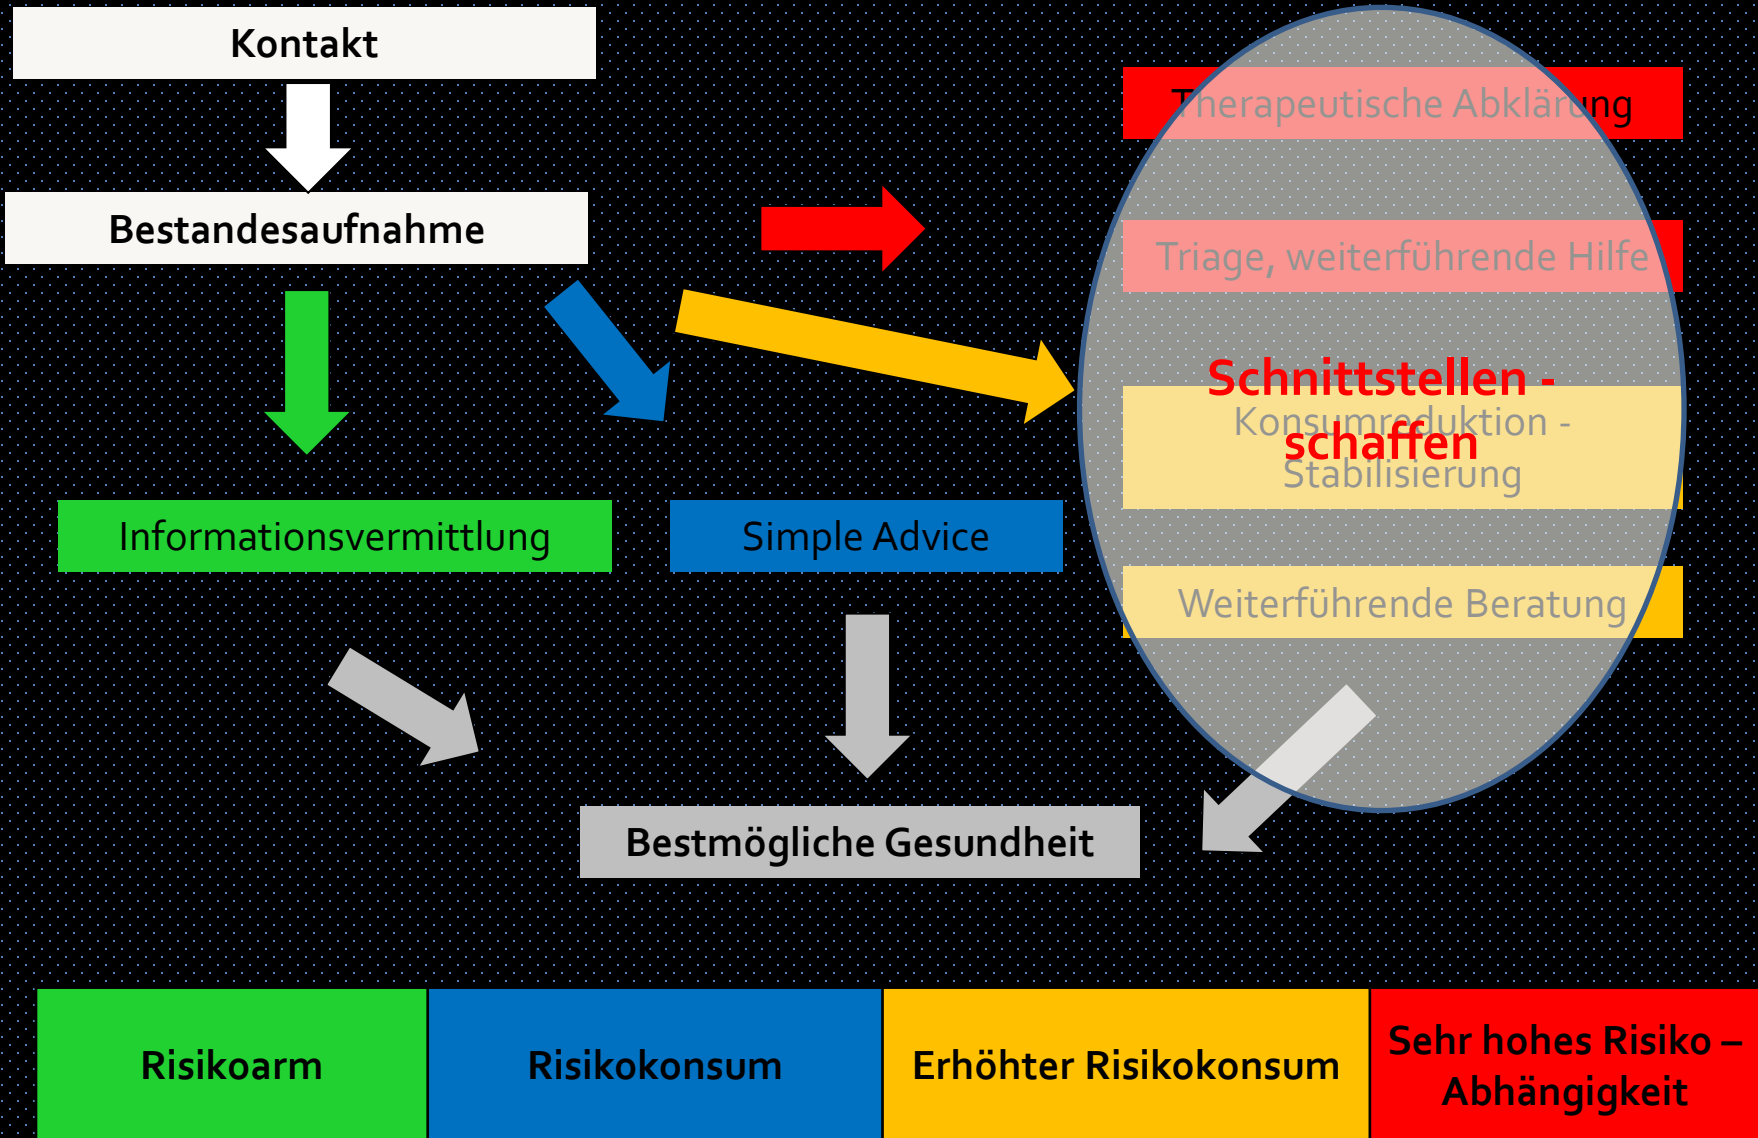 Kontakt
Therapeutische Abklärung
Bestandesaufnahme
Triage, weiterführende Hilfe
Schnittstellen -
schaffen
Konsumreduktion -
Stabilisierung
Informationsvermittlung
Simple Advice
Weiterführende Beratung
Bestmögliche Gesundheit
Risikoarm
Risikokonsum
Erhöhter Risikokonsum
Sehr hohes Risiko –
Abhängigkeit